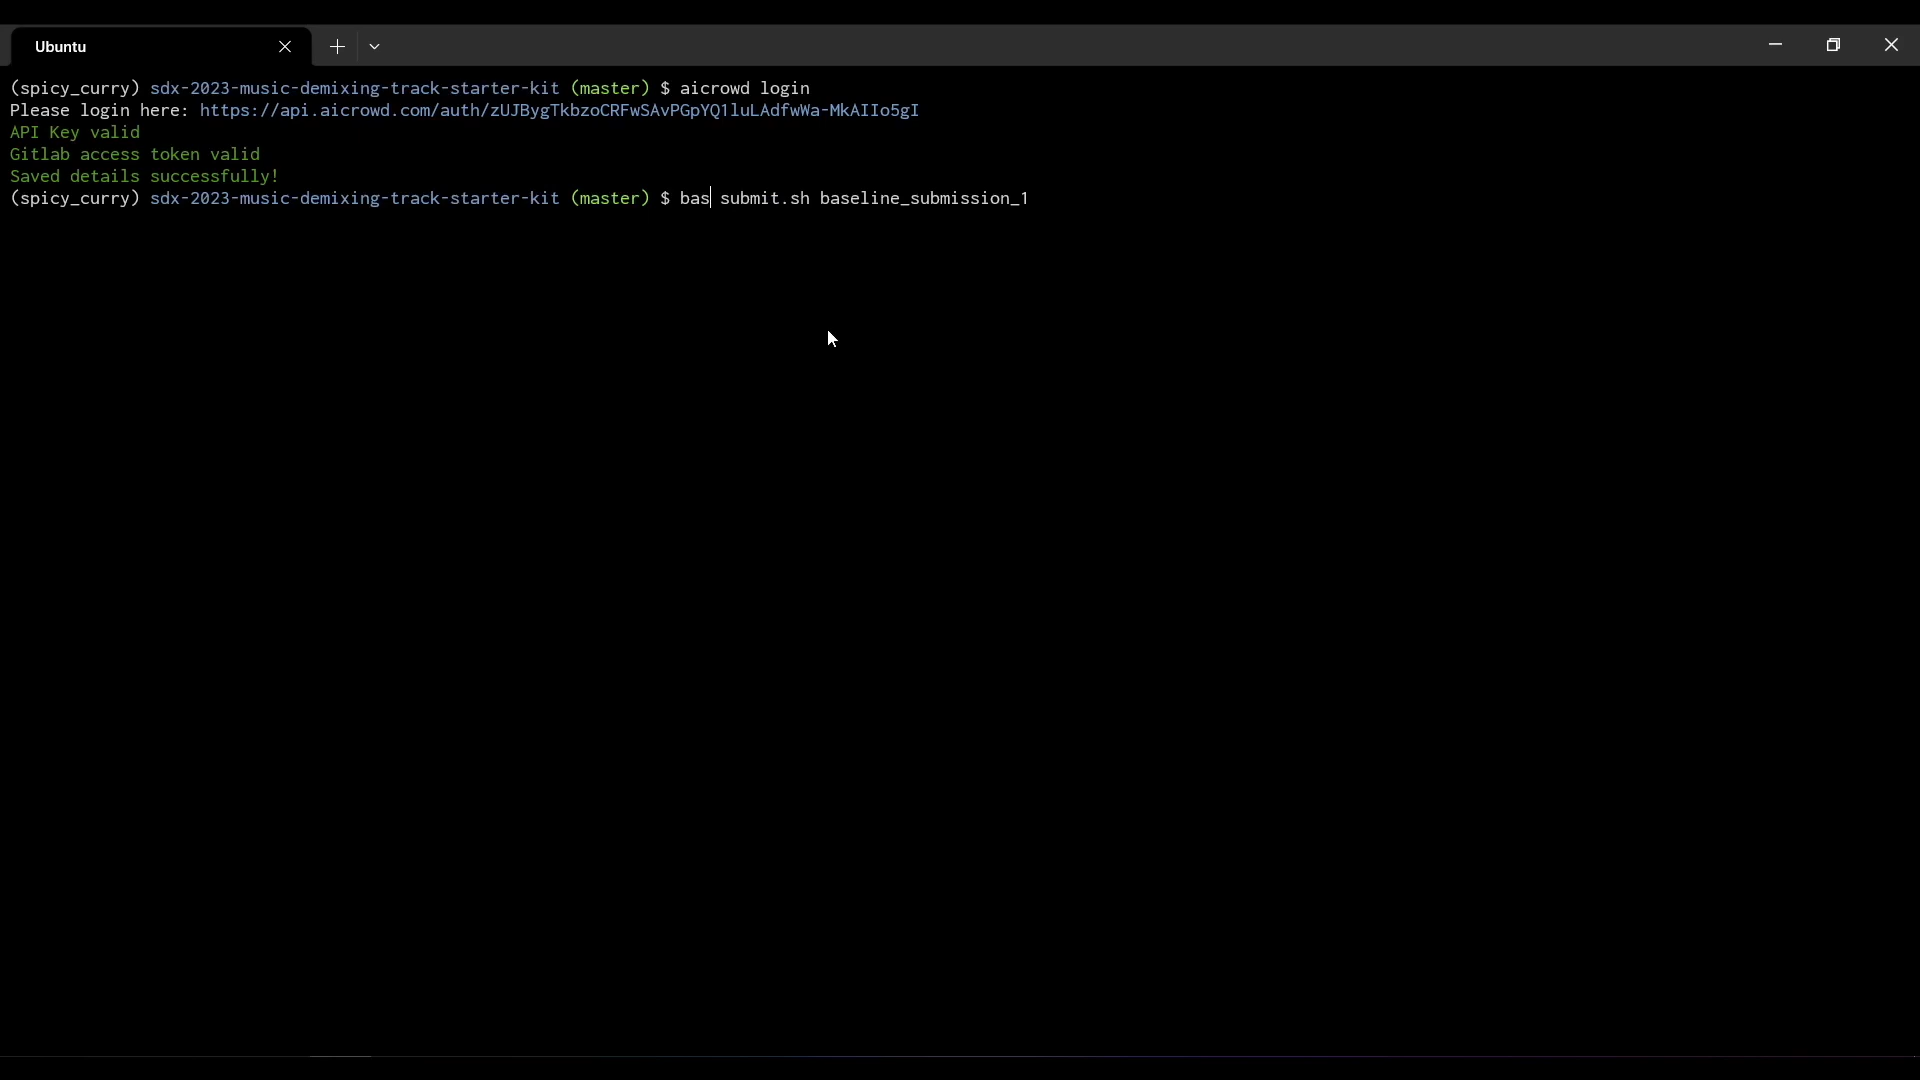 Ubuntu
(spicy_curry) sdx-2023-music-demixing-track-starter-kit (master) $ aicrowd login
Please login here: https://api.aicrowd.com/auth/zUJBygTkbzoCRFwSAvPGpYQ1luLAdfwWa-MkAIIo5gI
API Key valid
Gitlab access token valid
Saved details successfully!
(spicy_curry) sdx-2023-music-demixing-track-starter-kit (master) $ bas submit.sh baseline_submission_1